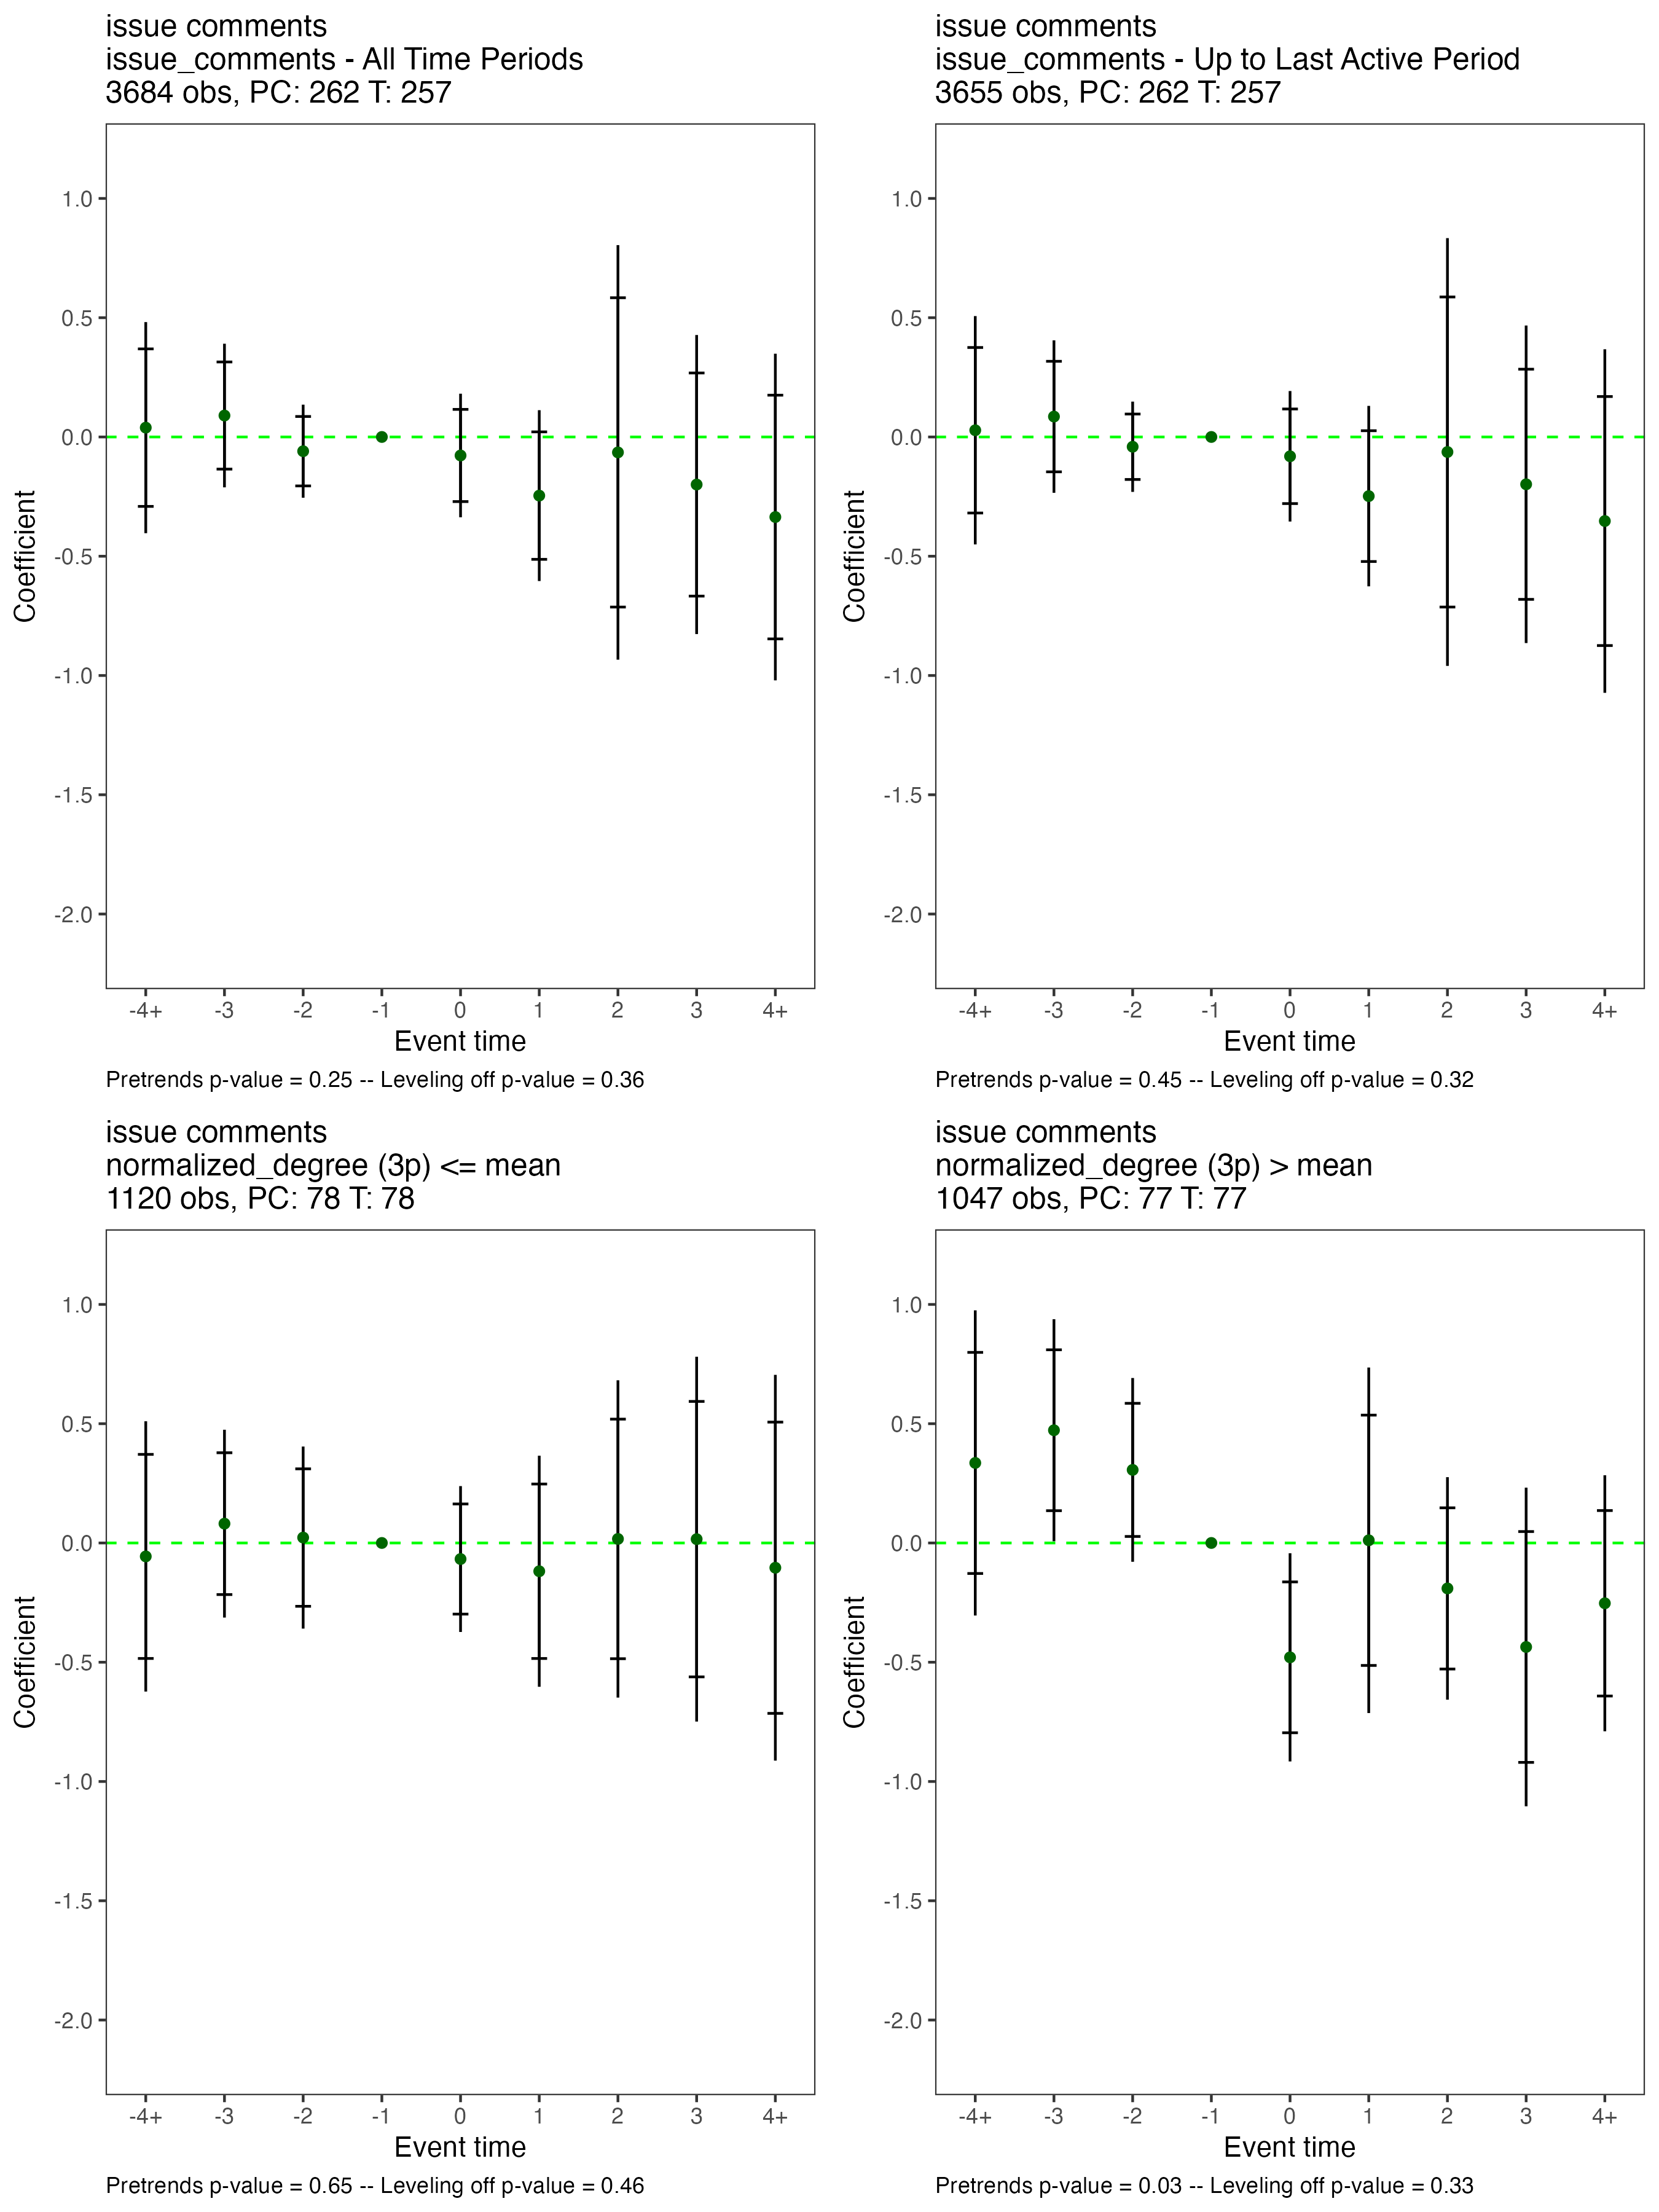 issue comments
issue_comments - All Time Periods
3684 obs, PC: 262 T: 257
1.0
0.5
0.0
-0.5
-1.0
-1.5
-2.0
Coefficient
-4+ -3 -2 -1 0 1 2 3 4+
Event time
Pretrends p-value = 0.25 -- Leveling off p-value = 0.36
issue comments
issue_comments - Up to Last Active Period
3655 obs, PC: 262 T: 257
1.0
0.5
0.0
-0.5
-1.0
-1.5
-2.0
Coefficient
-4+ -3 -2 -1 0 1 2 3 4+
Event time
Pretrends p-value = 0.45 -- Leveling off p-value = 0.32
issue comments
normalized_degree (3p) <= mean
1120 obs, PC: 78 T: 78
1.0
0.5
0.0
-0.5
-1.0
-1.5
-2.0
Coefficient
-4+ -3 -2 -1 0 1 2 3 4+
Event time
Pretrends p-value = 0.65 -- Leveling off p-value = 0.46
issue comments
normalized_degree (3p) > mean
1047 obs, PC: 77 T: 77
1.0
0.5
0.0
-0.5
-1.0
-1.5
-2.0
Coefficient
-4+ -3 -2 -1 0 1 2 3 4+
Event time
Pretrends p-value = 0.03 -- Leveling off p-value = 0.33